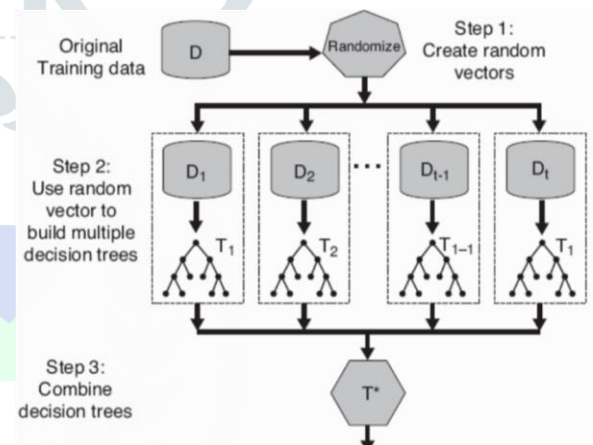 Original
Training data
D
Randomize
Step 1:
Create random
vectors
Step 2:
Use random
vector to
build multiple
decision trees
D1
D2
...
Dt-1
Dt
T1
T2
T1–1
T1
Step 3:
Combine
decision trees
T*